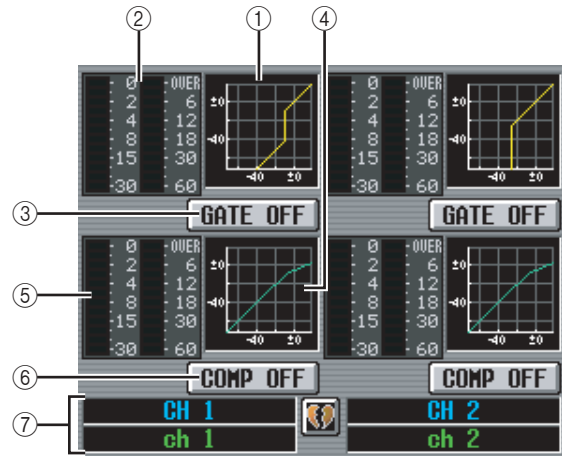 ② ① ④
0 OVER ±0 0 OVER ±0
2 6 2 6
4 12 4 12
8 18 -40 8 18 -40
-15 30 -15 30
-30 60 -40 ±0 -30 60 -40 ±0
③ GATE OFF GATE OFF
0 OVER ±0 0 OVER ±0
2 6 2 6
4 12 4 12
⑤ 8 18 -40 8 18 -40
-15 30 -15 30
-30 60 -40 ±0 -30 60 -40 ±0
⑥ COMP OFF COMP OFF
⑦ CH 1 CH 2
ch 1 ch 2